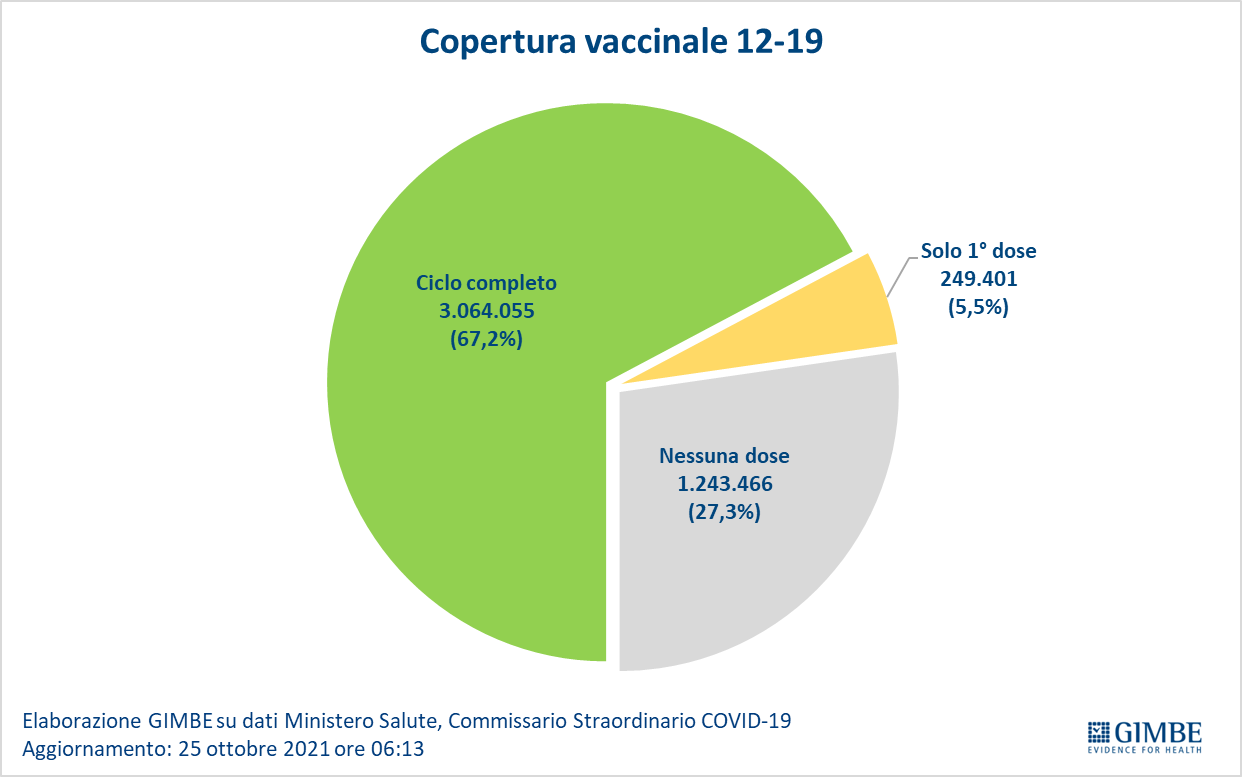 Copertura vaccinale 12-19
Ciclo completo
3.064.055
(67,2%)
Solo 1° dose
249.401
(5,5%)
Nessuna dose
1.243.466
(27,3%)
Elaborazione GIMBE su dati Ministero Salute, Commissario Straordinario COVID-19
Aggiornamento: 25 ottobre 2021 ore 06:13
GIMBE
EVIDENCE FOR HEALTH